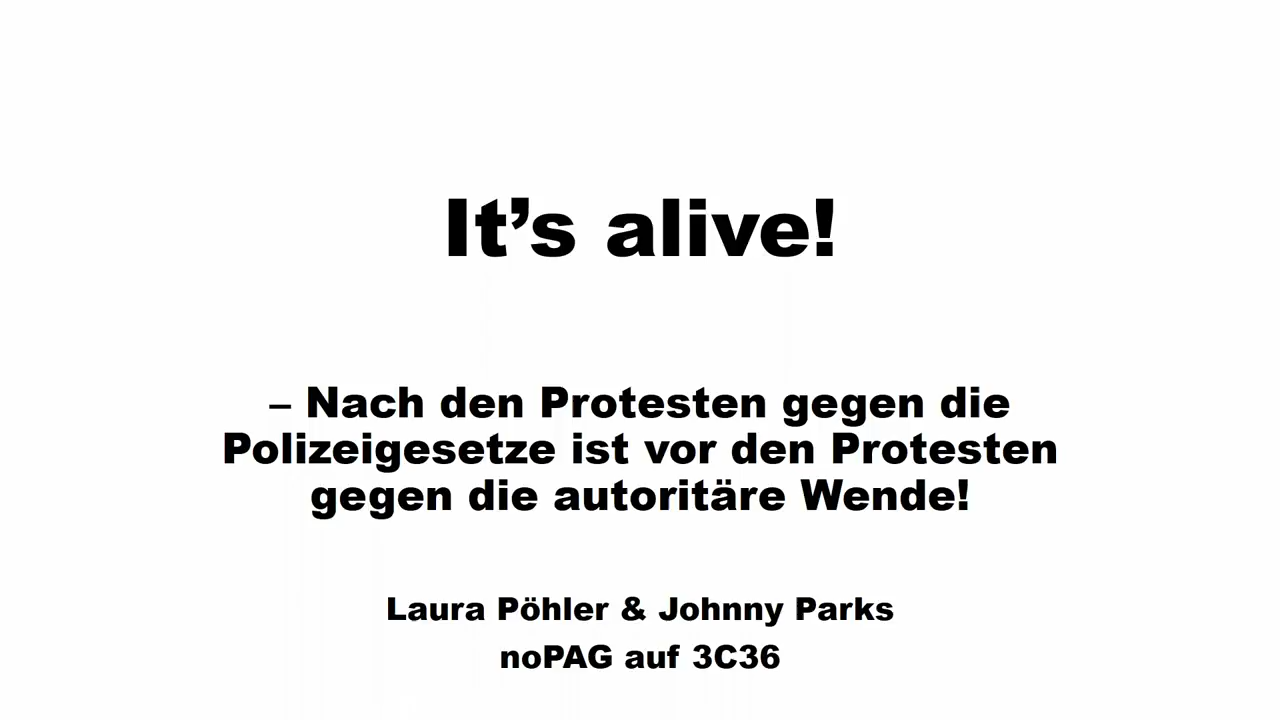 It’s alive!
– Nach den Protesten gegen die
Polizeigesetze ist vor den Protesten
gegen die autoritäre Wende!
Laura Pöhler & Johnny Parks
noPAG auf 3C36